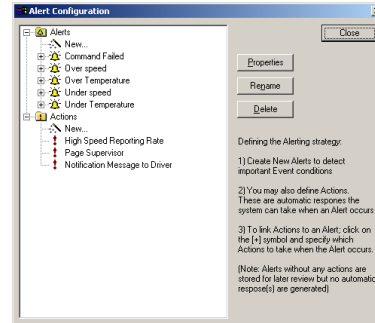 Alert Configuration
Alerts
New...
Command Failed
Over speed
Over Temperature
Under speed
Under Temperature
Actions
New...
High Speed Reporting Rate
Page Supervisor
Notification Message to Driver
Close
Properties
Rename
Delete
Defining the Alerting strategy:
1) Create New Alerts to detect
important Event conditions
2) You may also define Actions.
These are automatic respones the
system can take when an Alert occurs
3) To link Actions to an Alert; click on
the [+] symbol and specify which
Actions to take when the Alert occurs.
(Note: Alerts without any actions are
stored for later review but no automatic
respose(s) are generated)